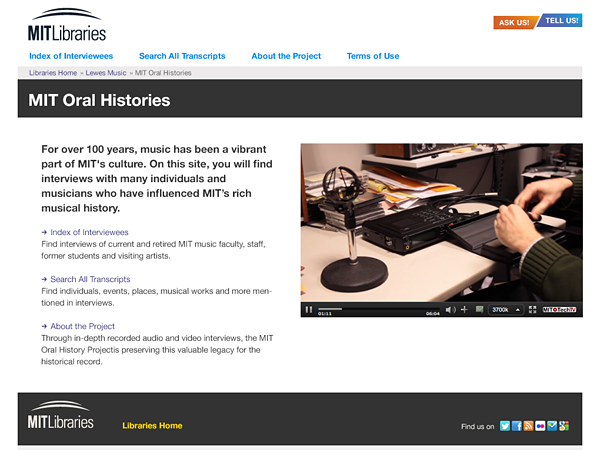 MITLibraries
ASK US!
TELL US!
Index of Interviewees
Search All Transcripts
About the Project
Terms of Use
Libraries Home » Lewes Music » MIT Oral Histories
MIT Oral Histories
For over 100 years, music has been a vibrant
part of MIT's culture. On this site, you will find
interviews with many individuals and
musicians who have influenced MIT's rich
musical history.
→ Index of Interviewees
Find interviews of current and retired MIT music faculty, staff,
former students and visiting artists.
→ Search All Transcripts
Find individuals, events, places, musical works and more men-
tioned in interviews.
→ About the Project
Through in-depth recorded audio and video interviews, the MIT
Oral History Projectis preserving this valuable legacy for the
historical record.
01:11
06:04
3700k
MIT TechTV
MITLibraries
Libraries Home
Find us on